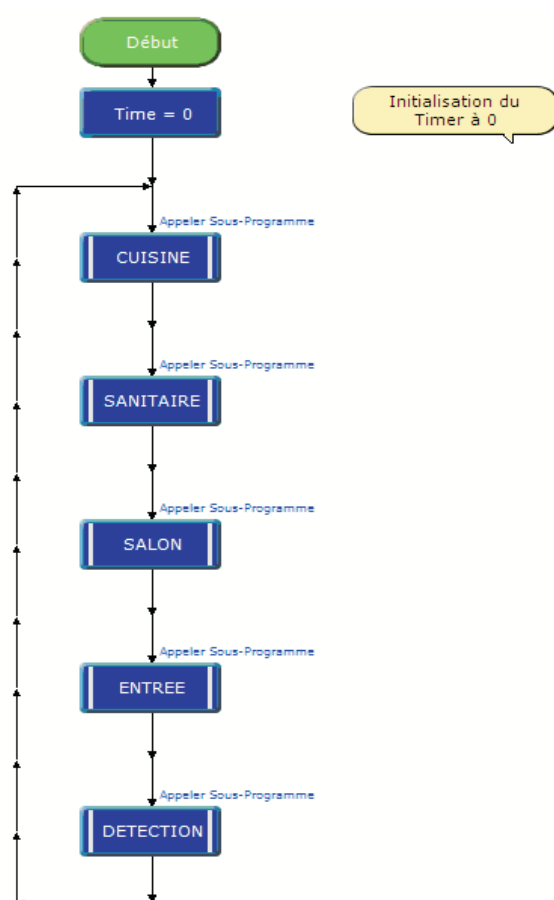 Début
Time = 0
Initialisation du
Timer à 0
Appeler Sous-Programme
CUISINE
Appeler Sous-Programme
SANITAIRE
Appeler Sous-Programme
SALON
Appeler Sous-Programme
ENTREE
Appeler Sous-Programme
DETECTION